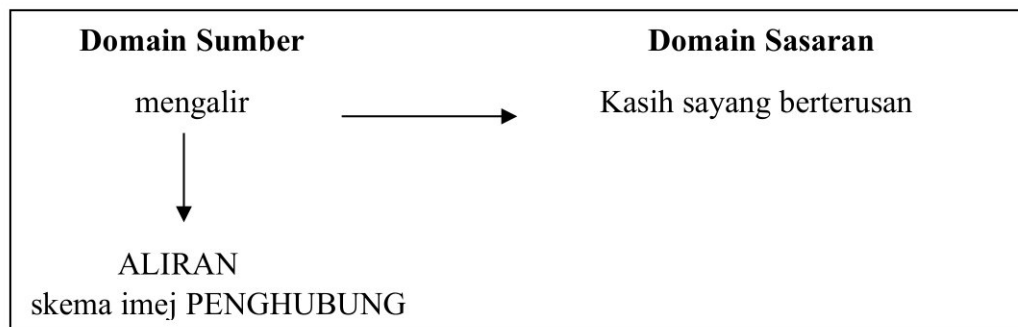 Domain Sumber Domain Sasaran
mengalir Kasih sayang berterusan
ALIRAN
skema imej PENGHUBUNG